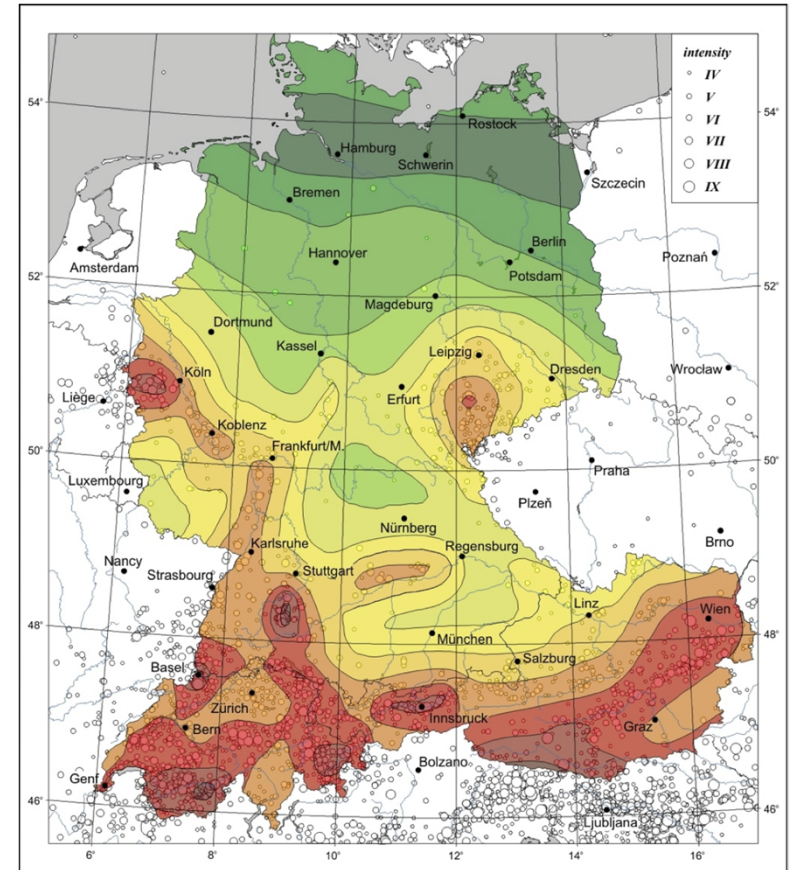 intensity
IV
V
VI
VII
VIII
IX
54°
54°
Rostock
Hamburg
Schwerin
Szczecin
Bremen
Berlin
Hannover
Potsdam
Poznań
Amsterdam
52°
52°
Magdeburg
Dortmund
Kassel
Leipzig
Dresden
Wrocław
Köln
Liège
Erfurt
Koblenz
Frankfurt/M.
50°
50°
Praha
Luxembourg
Plzeň
Nürnberg
Brno
Karlsruhe
Regensburg
Nancy
Strasbourg
Stuttgart
Linz
Wien
48°
48°
München
Salzburg
Basel
Zürich
Innsbruck
Bern
Graz
Bolzano
Genf
46°
46°
Ljubljana
6°
8°
10°
12°
14°
16°